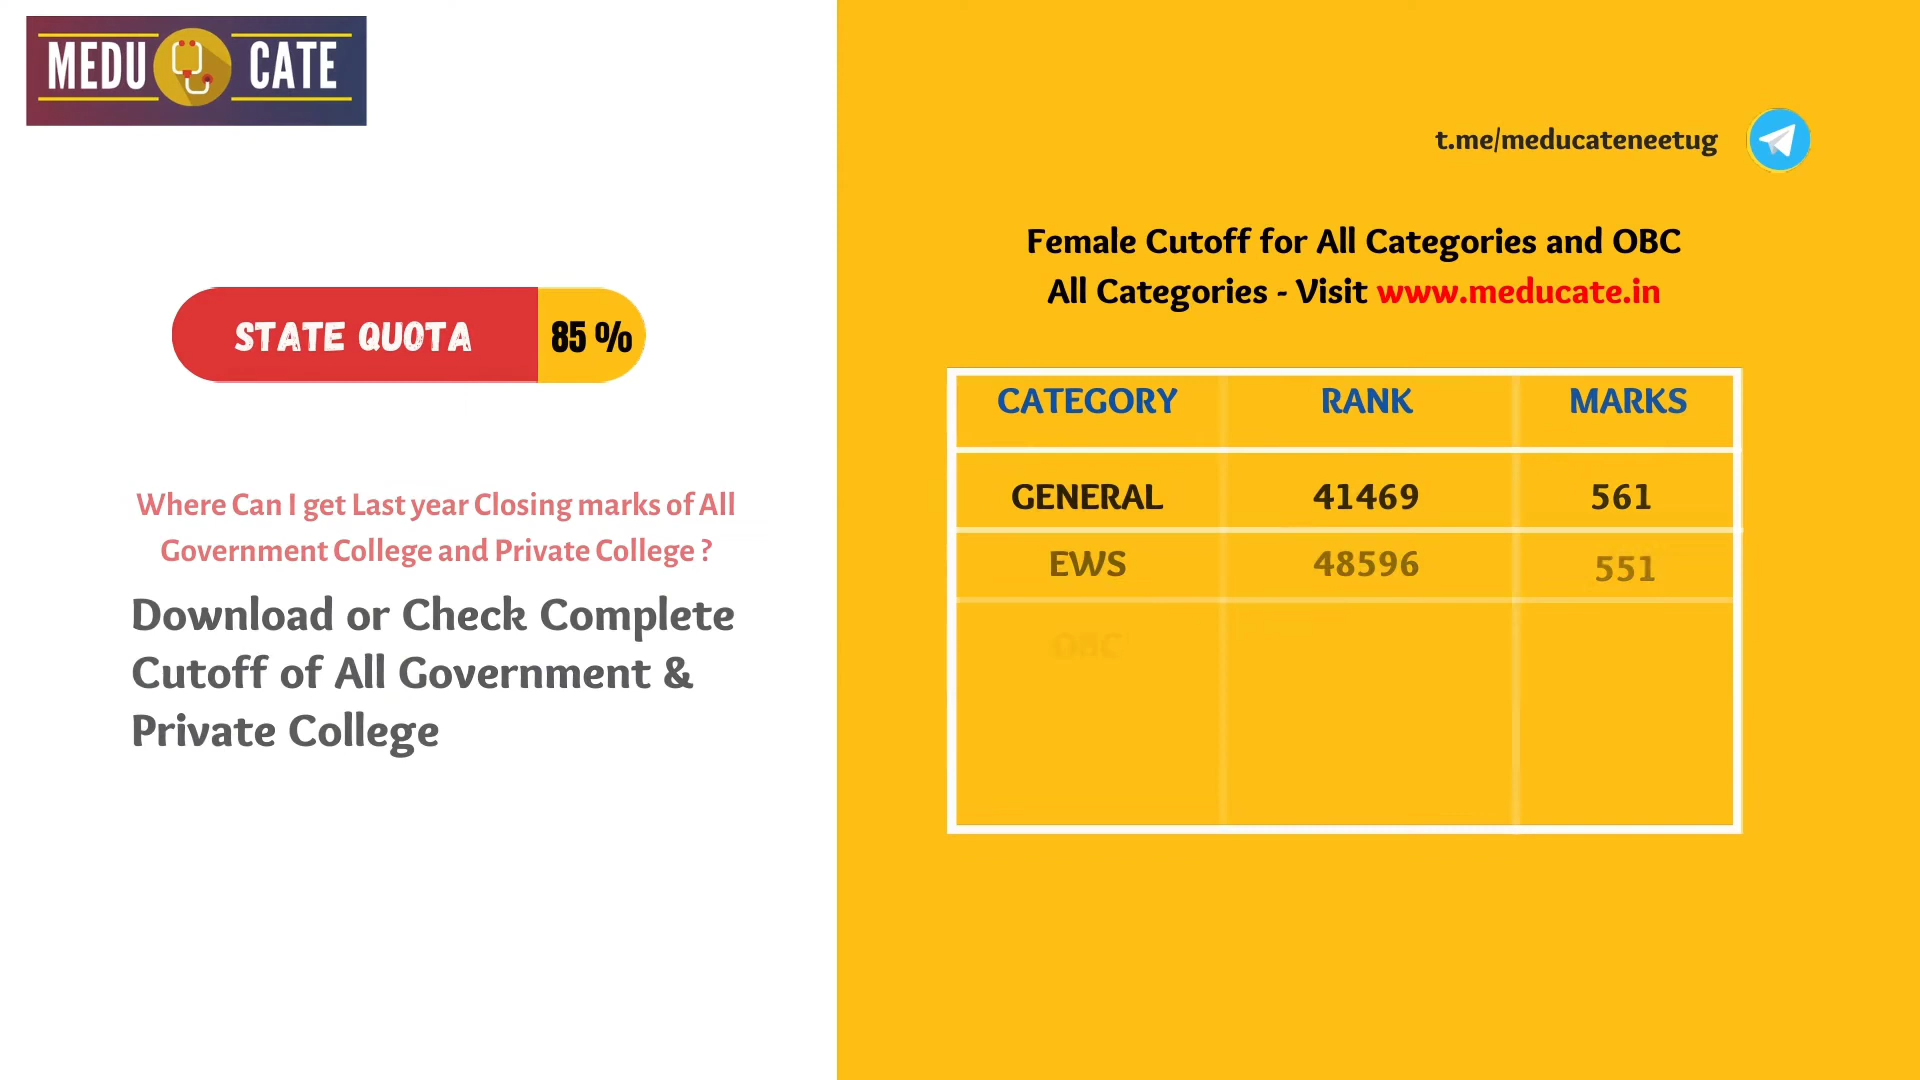 MEDU CATE
STATE QUOTA 85 %
Where Can I get Last year Closing marks of All
Government College and Private College ?
Download or Check Complete
Cutoff of All Government &
Private College
t.me/meducateneetug
Female Cutoff for All Categories and OBC
All Categories - Visit www.meducate.in
CATEGORY RANK MARKS
GENERAL 41469 561
EWS 48596 551
OBC